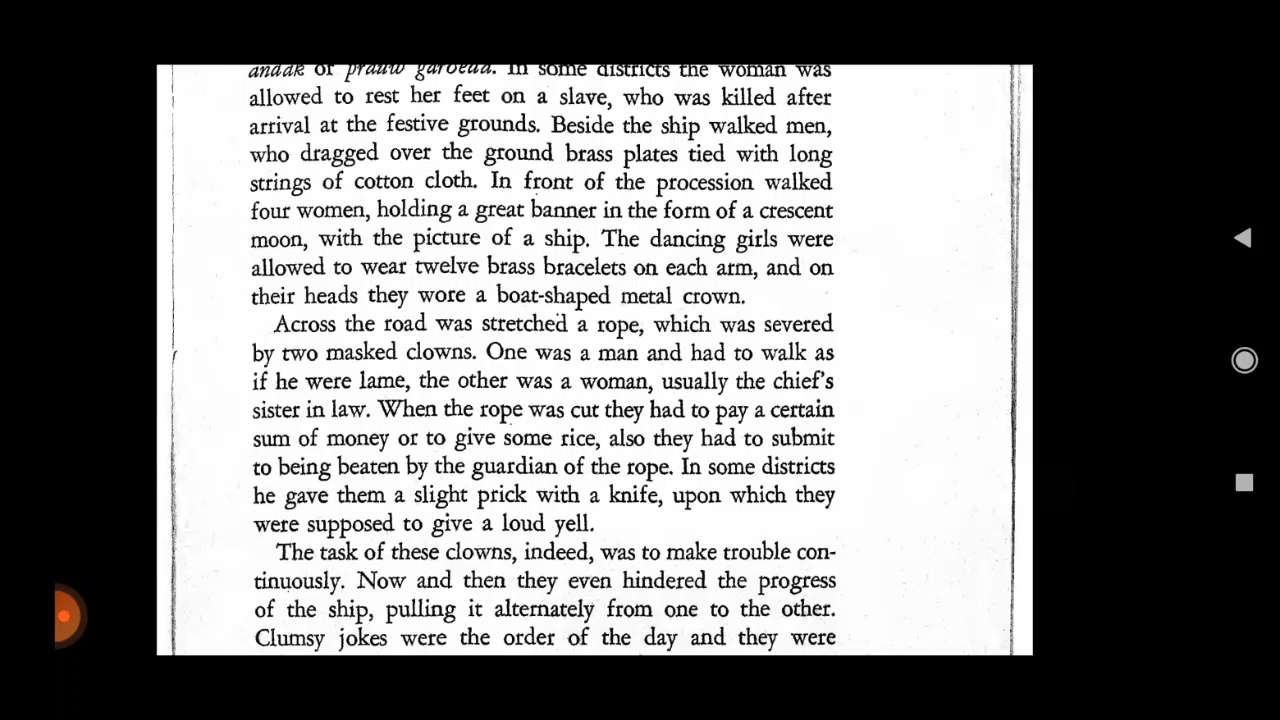 andak or prauw garoeda. In some districts the woman was
allowed to rest her feet on a slave, who was killed after
arrival at the festive grounds. Beside the ship walked men,
who dragged over the ground brass plates tied with long
strings of cotton cloth. In front of the procession walked
four women, holding a great banner in the form of a crescent
moon, with the picture of a ship. The dancing girls were
allowed to wear twelve brass bracelets on each arm, and on
their heads they wore a boat-shaped metal crown.
Across the road was stretched a rope, which was severed
by two masked clowns. One was a man and had to walk as
if he were lame, the other was a woman, usually the chief's
sister in law. When the rope was cut they had to pay a certain
sum of money or to give some rice, also they had to submit
to being beaten by the guardian of the rope. In some districts
he gave them a slight prick with a knife, upon which they
were supposed to give a loud yell.
The task of these clowns, indeed, was to make trouble con-
tinuously. Now and then they even hindered the progress
of the ship, pulling it alternately from one to the other.
Clumsy jokes were the order of the day and they were